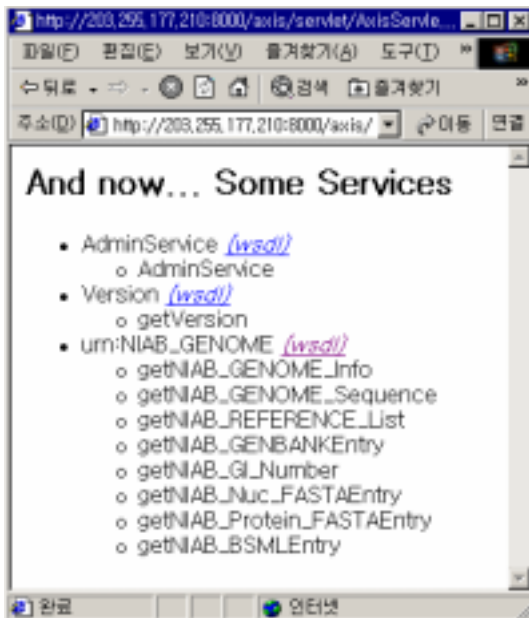 http://203,255,177,210:8000/axis/servlet/AxisServle...
파일(F) 편집(E) 보기(V) 즐겨찾기(A) 도구(T) »
뒤로 검색 즐겨찾기 »
주소(D) http://203,255,177,210:8000/axis/ 이동 연결
And now... Some Services
AdminService (wsdl)
AdminService
Version (wsdl)
getVersion
urn:NIAB_GENOME (wsdl)
getNIAB_GENOME_Info
getNIAB_GENOME_Sequence
getNIAB_REFERENCE_List
getNIAB_GENBANKEntry
getNIAB_GI_Number
getNIAB_Nuc_FASTAEntry
getNIAB_Protein_FASTAEntry
getNIAB_BSMLEntry
완료 인터넷